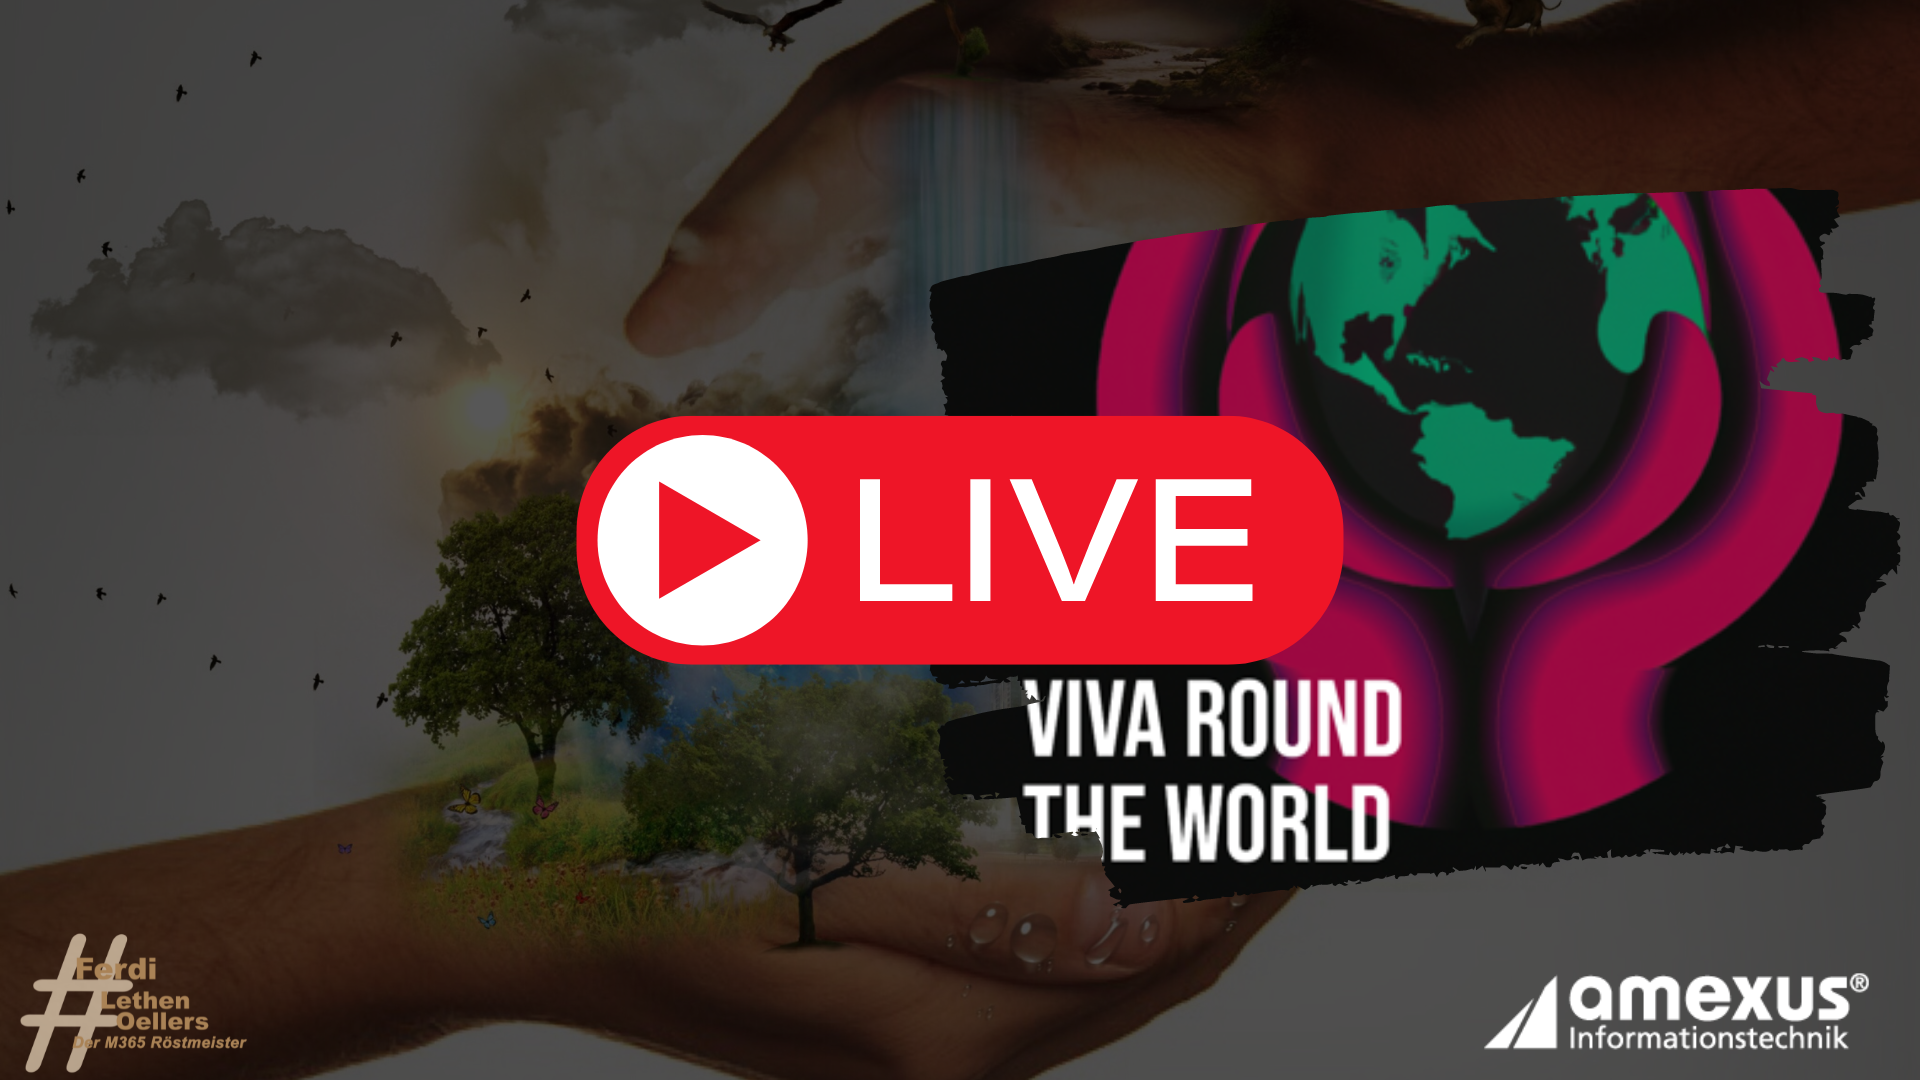 LIVE
VIVA ROUND
THE WORLD
Ferdi
Lethen
Oellers
Der M365 Röstmeister
amexus®
Informationstechnik